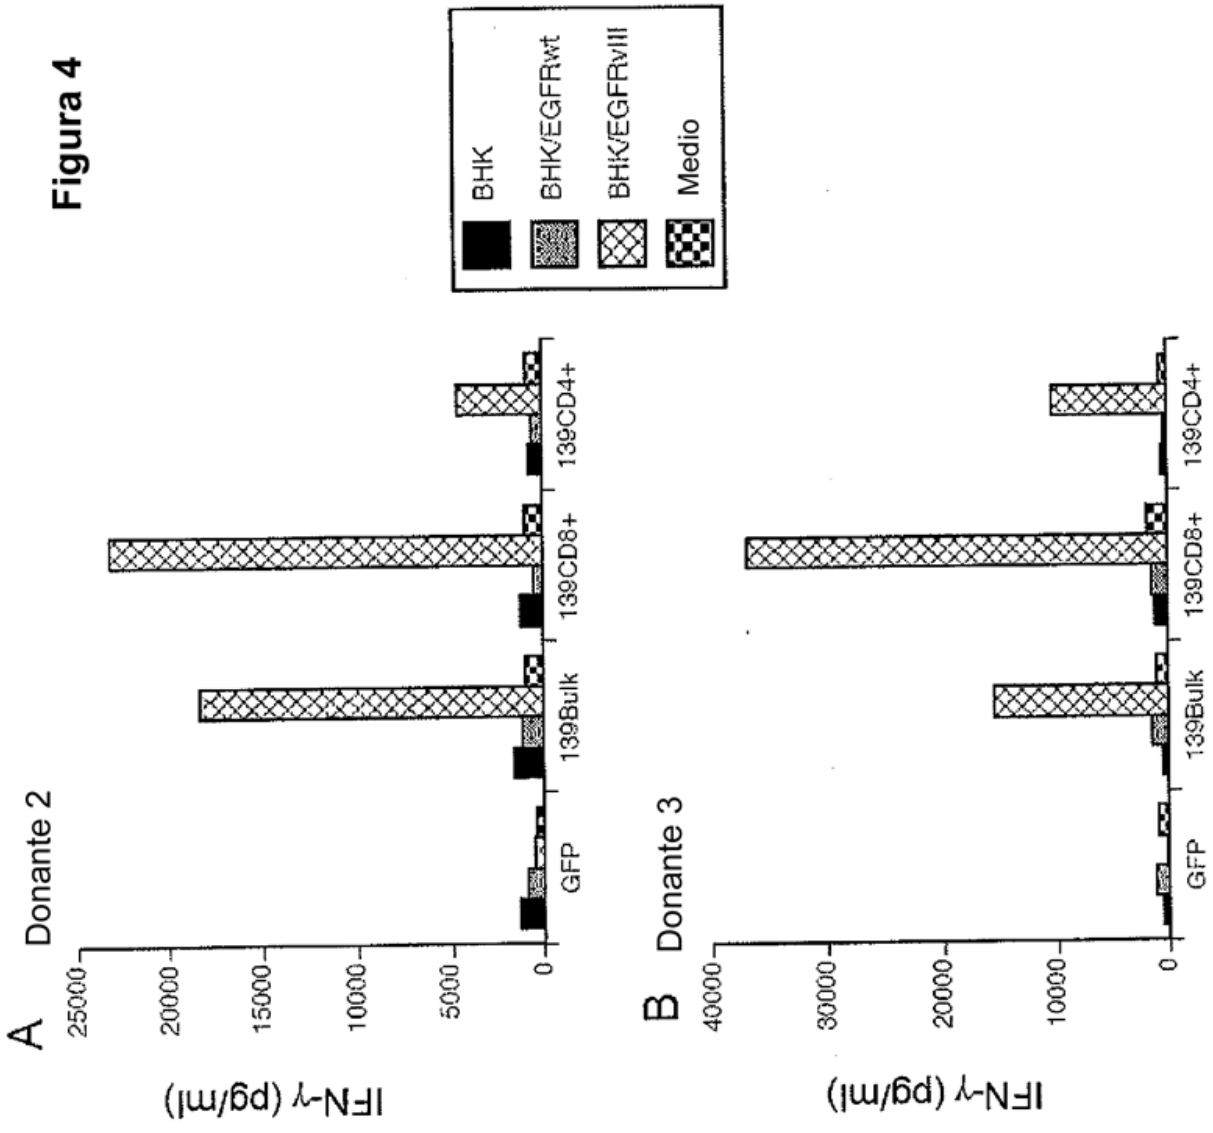 Figura 4
A Donante 2
IFN-γ (pg/ml)
25000
20000
15000
10000
5000
0
GFP 139Bulk 139CD8+ 139CD4+
BHK
BHK/EGFRwt
BHK/EGFRvIII
Medio
B Donante 3
IFN-γ (pg/ml)
40000
30000
20000
10000
0
GFP 139Bulk 139CD8+ 139CD4+